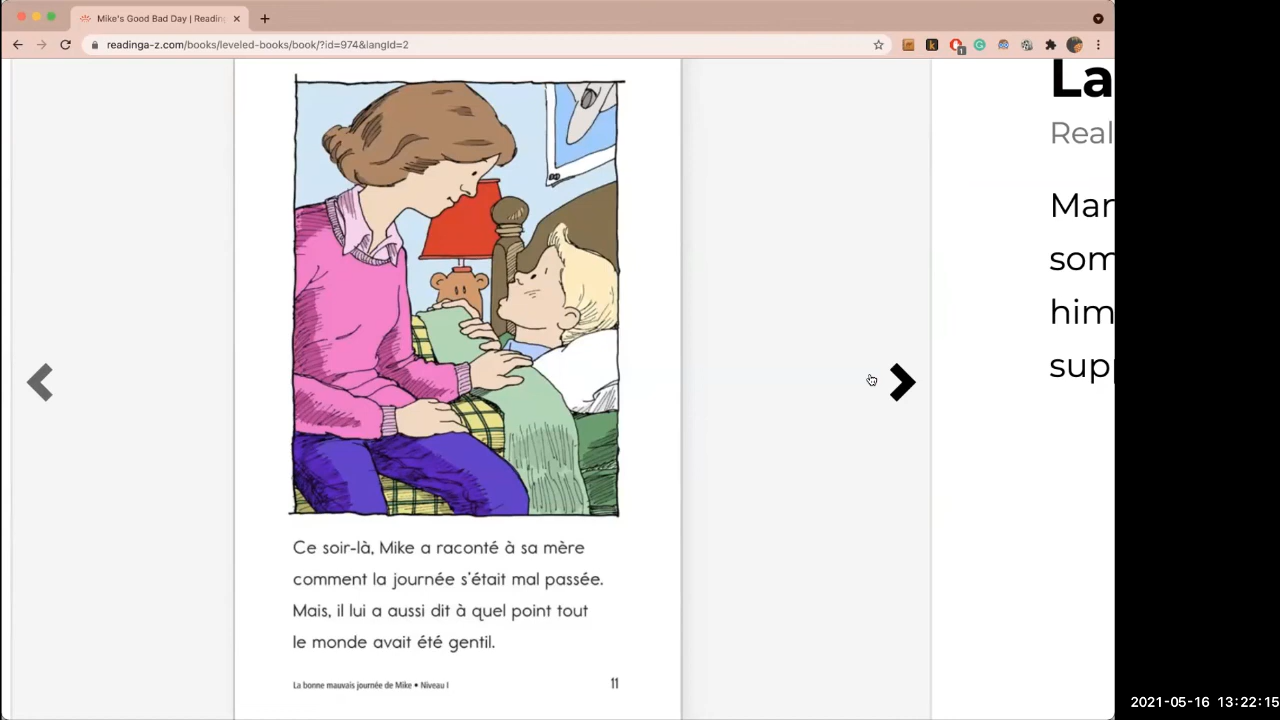 Mike's Good Bad Day | Reading
readinga-z.com/books/leveled-books/book/?id=974&langId=2
La
Real
Mar
som
him
sup
Ce soir-là, Mike a raconté à sa mère
comment la journée s'était mal passée.
Mais, il lui a aussi dit à quel point tout
le monde avait été gentil.
La bonne mauvais journée de Mike • Niveau I
11
2021-05-16 13:22:15